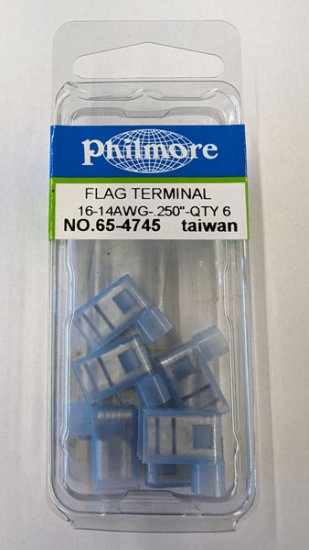 Philmore
FLAG TERMINAL
16-14AWG-.250"-QTY 6
NO.65-4745 taiwan